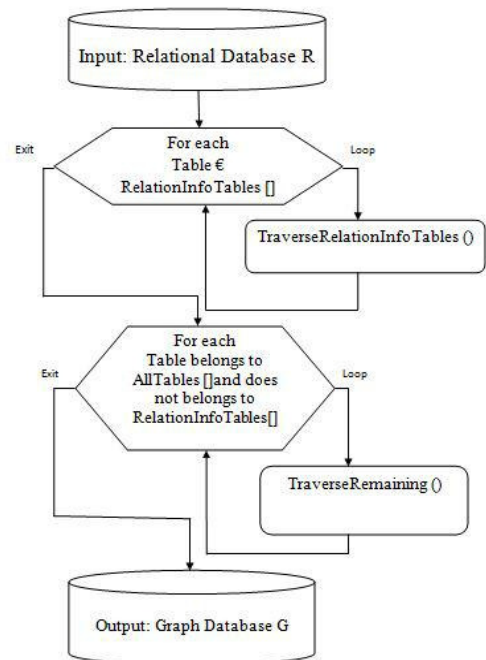 Input: Relational Database R
Exit
For each
Loop
Table €
RelationInfoTables []
TraverseRelationInfoTables ()
For each
Table belongs to
Exit
AllTables []and does
Loop
not belongs to
RelationInfoTables[]
TraverseRemaining ()
Output: Graph Database G